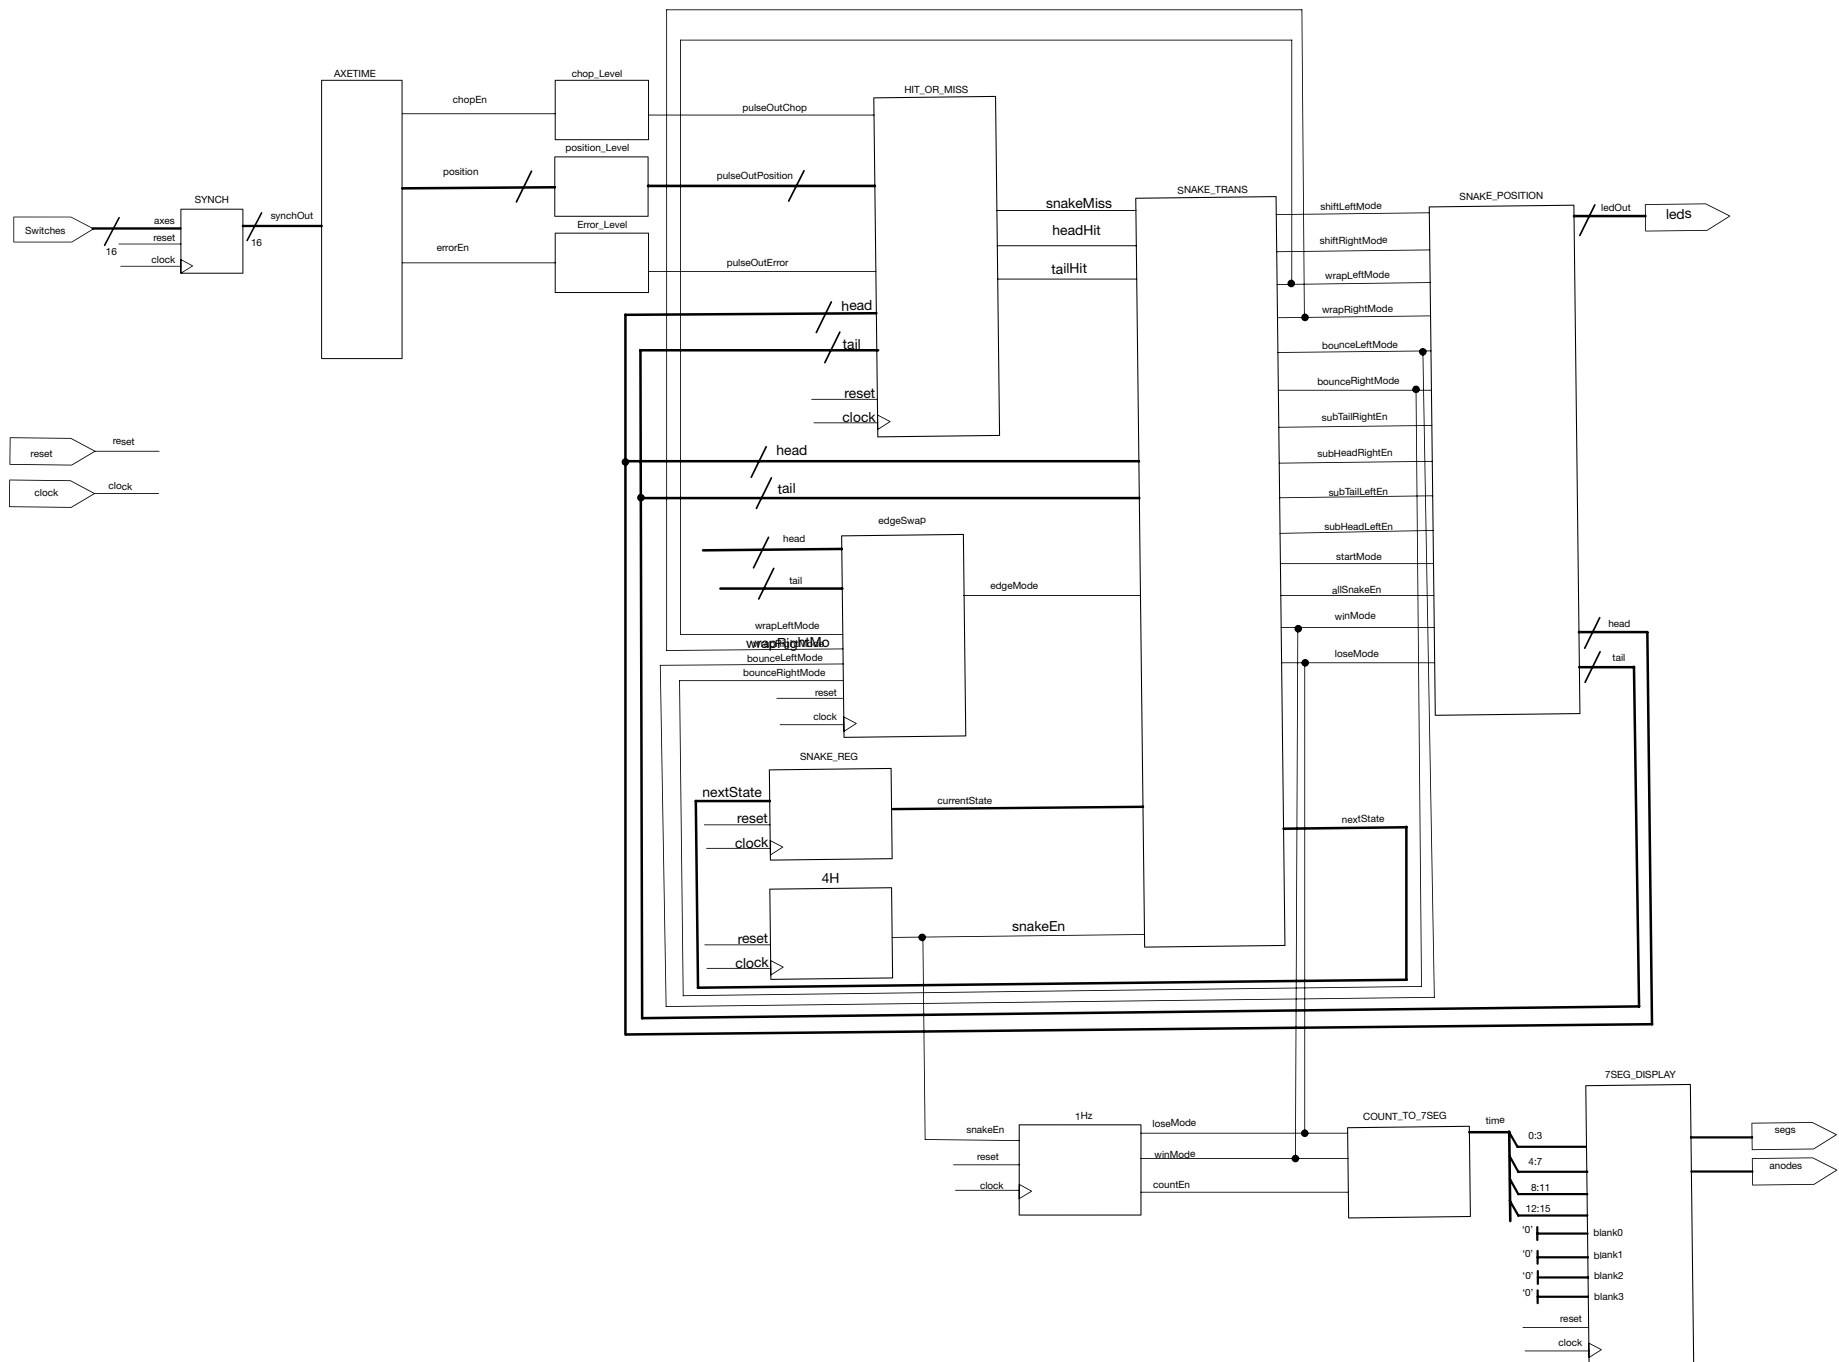 AXETIME
chop_Level
chopEn
pulseOutChop
HIT_OR_MISS
position_Level
position
pulseOutPosition
SYNCH
Switches
axes
16
reset
clock
synchOut
16
Error_Level
errorEn
pulseOutError
head
tail
reset
clock
snakeMiss
headHit
tailHit
SNAKE_TRANS
shiftLeftMode
shiftRightMode
wrapLeftMode
wrapRightMode
bounceLeftMode
bounceRightMode
subTailRightEn
subHeadRightEn
subTailLeftEn
subHeadLeftEn
startMode
allSnakeEn
winMode
loseMode
SNAKE_POSITION
ledOut
leds
head
tail
reset
reset
clock
clock
head
tail
edgeSwap
head
tail
edgeMode
wrapLeftMode
wrapRightMo
bounceLeftMode
bounceRightMode
reset
clock
SNAKE_REG
nextState
reset
clock
currentState
nextState
4H
reset
clock
snakeEn
1Hz
snakeEn
reset
clock
loseMode
winMode
countEn
COUNT_TO_7SEG
time
7SEG_DISPLAY
0:3
4:7
8:11
12:15
'0'
blank0
'0'
blank1
'0'
blank2
'0'
blank3
reset
clock
segs
anodes